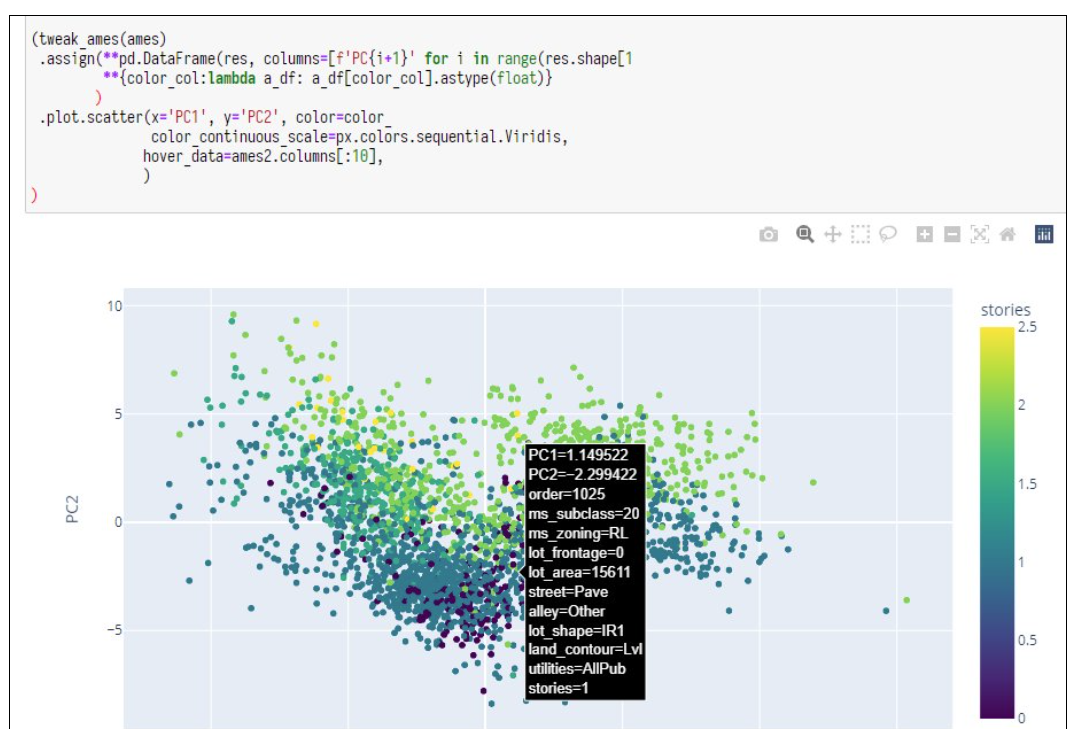 (tweak_ames(ames)
.assign(**pd.DataFrame(res, columns=[f'PC{i+1}' for i in range(res.shape[1
**{color_col:lambda a_df: a_df[color_col].astype(float)}
)
.plot.scatter(x='PC1', y='PC2', color=color_
color_continuous_scale=px.colors.sequential.Viridis,
hover_data=ames2.columns[:10],
)
)
stories
2.5
2
1.5
1
0.5
0
10
5
0
−5
PC2
PC1=1.149522
PC2=−2.299422
order=1025
ms_subclass=20
ms_zoning=RL
lot_frontage=0
lot_area=15611
street=Pave
alley=Other
lot_shape=IR1
land_contour=Lvl
utilities=AllPub
stories=1